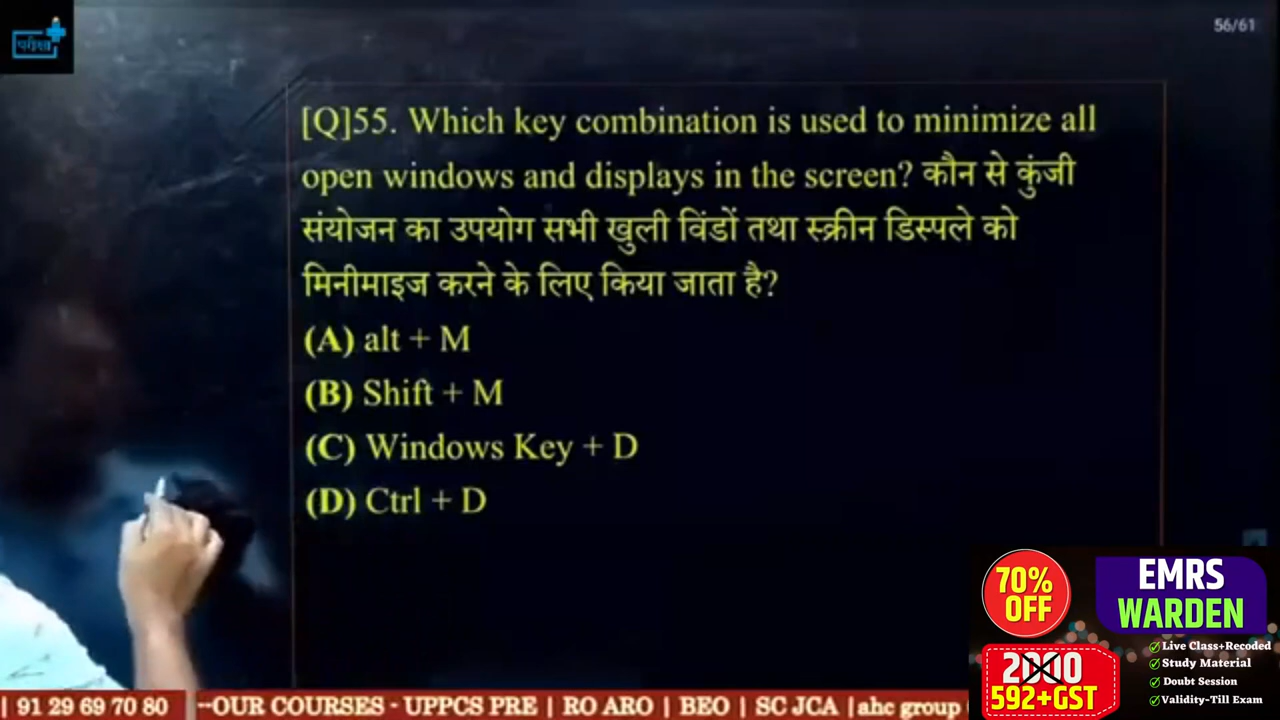 परीक्षा
56/61
[Q]55. Which key combination is used to minimize all
open windows and displays in the screen? कौन से कुंजी
संयोजन का उपयोग सभी खुली विंडों तथा स्क्रीन डिस्पले को
मिनीमाइज करने के लिए किया जाता है?
(A) alt + M
(B) Shift + M
(C) Windows Key + D
(D) Ctrl + D
70%
OFF
EMRS
WARDEN
2000
592+GST
Live Class+Recoded
Study Material
Doubt Session
Validity-Till Exam
| 91 29 69 70 80 --OUR COURSES - UPPCS PRE | RO ARO | BEO | SC JCA |ahc group